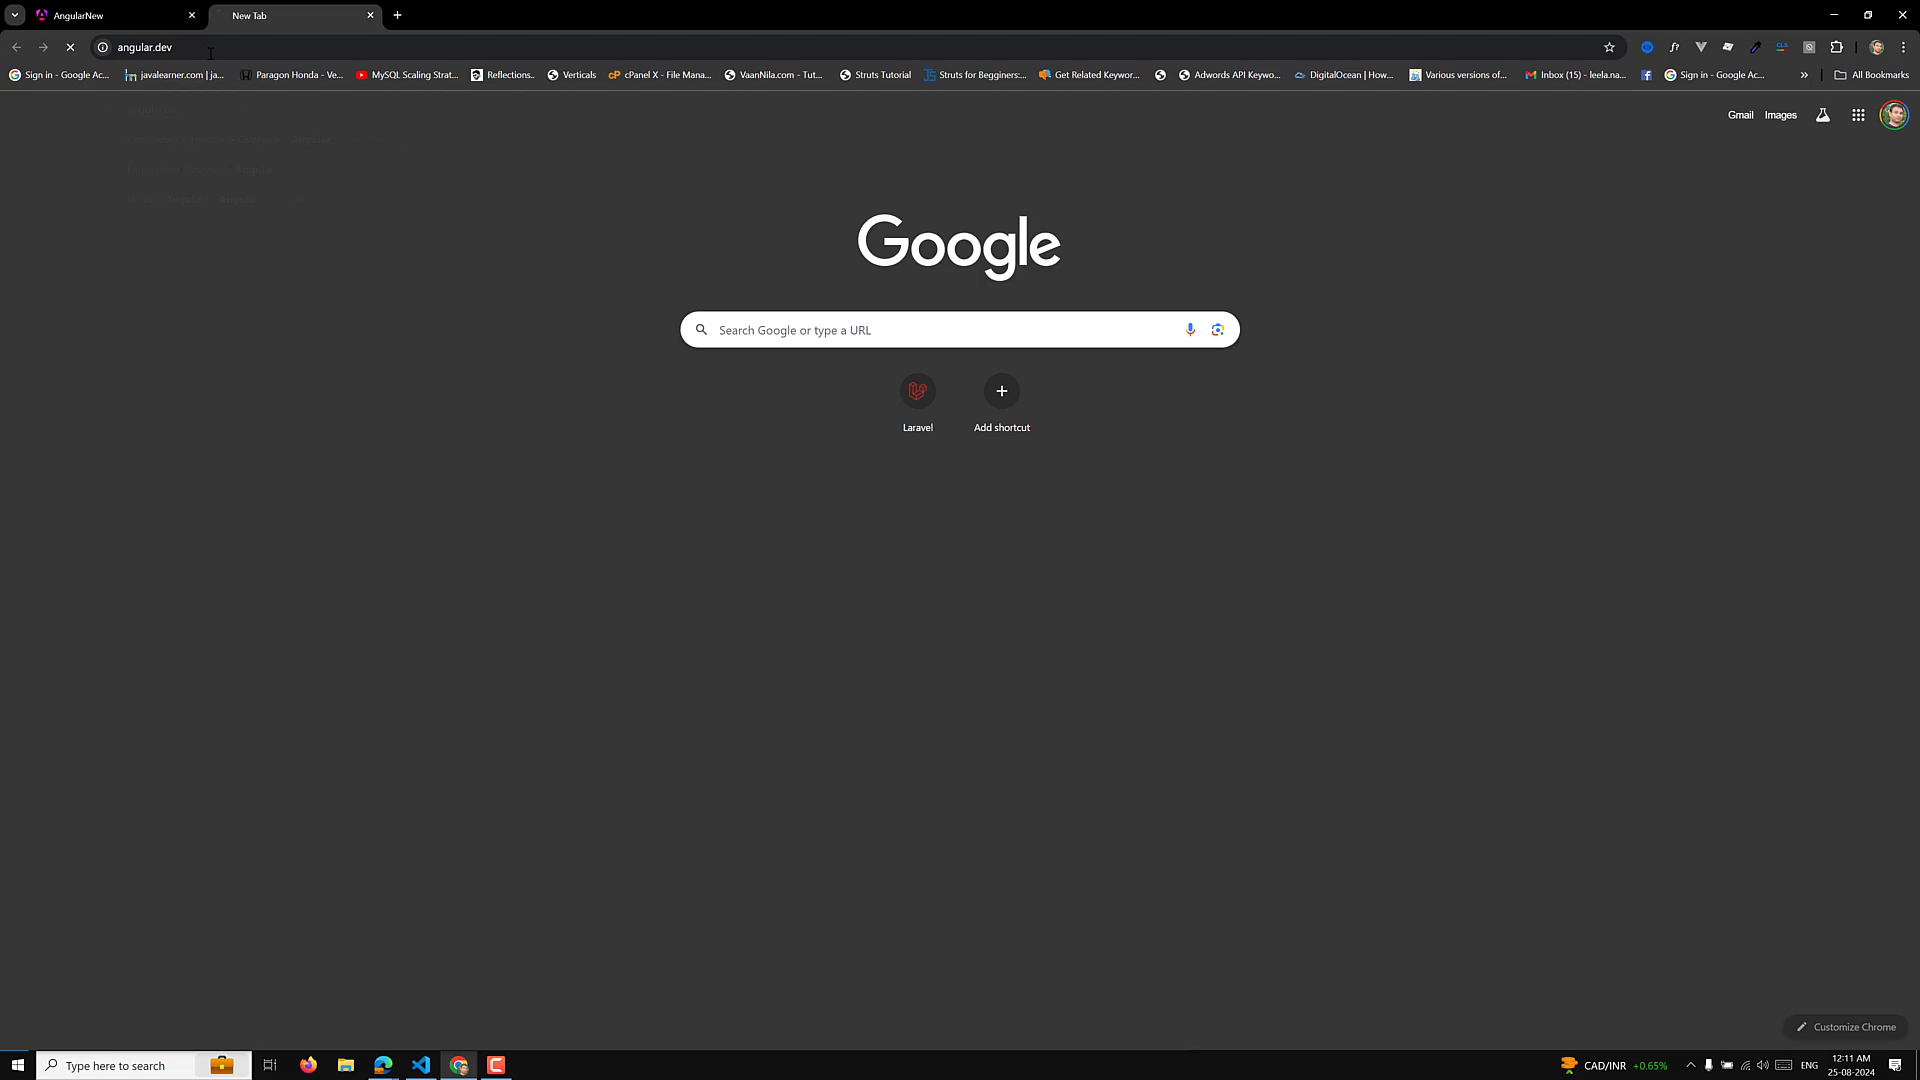 AngularNew
New Tab
angular.dev
Sign in - Google Ac...
javalearner.com | ja...
Paragon Honda - Ve...
MySQL Scaling Strat...
Reflections..
Verticals
cPanel X - File Mana...
VaanNila.com - Tut...
Struts Tutorial
Struts for Begginers:...
Get Related Keywor...
Adwords API Keywo...
DigitalOcean | How...
Various versions of...
Inbox (15) - leela.na...
Sign in - Google Ac...
All Bookmarks
Gmail
Images
Google
Search Google or type a URL
Laravel
Add shortcut
Customize Chrome
Type here to search
CAD/INR +0.65%
ENG
12:11 AM
25-08-2024